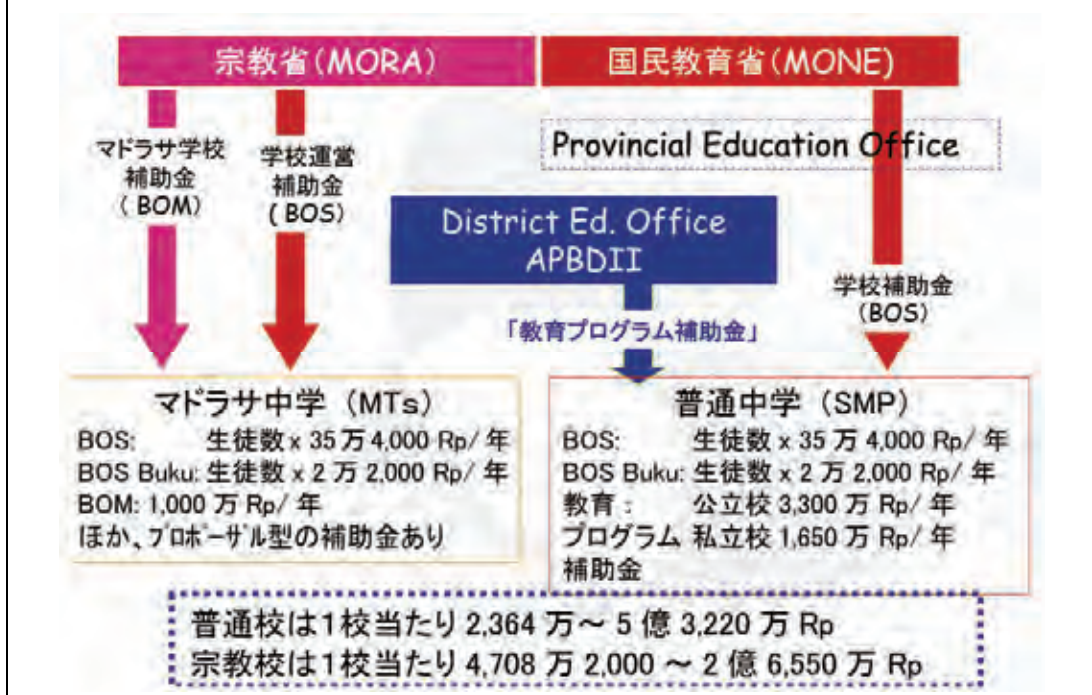 宗教省(MORA)
国民教育省(MONE)
マドラサ学校
補助金
(BOM)
学校運営
補助金
(BOS)
Provincial Education Office
District Ed. Office
APBDII
学校補助金
(BOS)
「教育プログラム補助金」
マドラサ中学 (MTs)
BOS: 生徒数 x 35 万 4,000 Rp/ 年
BOS Buku: 生徒数 x 2 万 2,000 Rp/ 年
BOM: 1,000 万 Rp/ 年
ほか、プロポーザル型の補助金あり
普通中学 (SMP)
BOS: 生徒数 x 35 万 4,000 Rp/ 年
BOS Buku: 生徒数 x 2 万 2,000 Rp/ 年
教育: 公立校 3,300 万 Rp/ 年
プログラム 私立校 1,650 万 Rp/ 年
補助金
普通校は1校当たり 2,364 万~ 5 億 3,220 万 Rp
宗教校は1校当たり 4,708 万 2,000 ~ 2 億 6,550 万 Rp